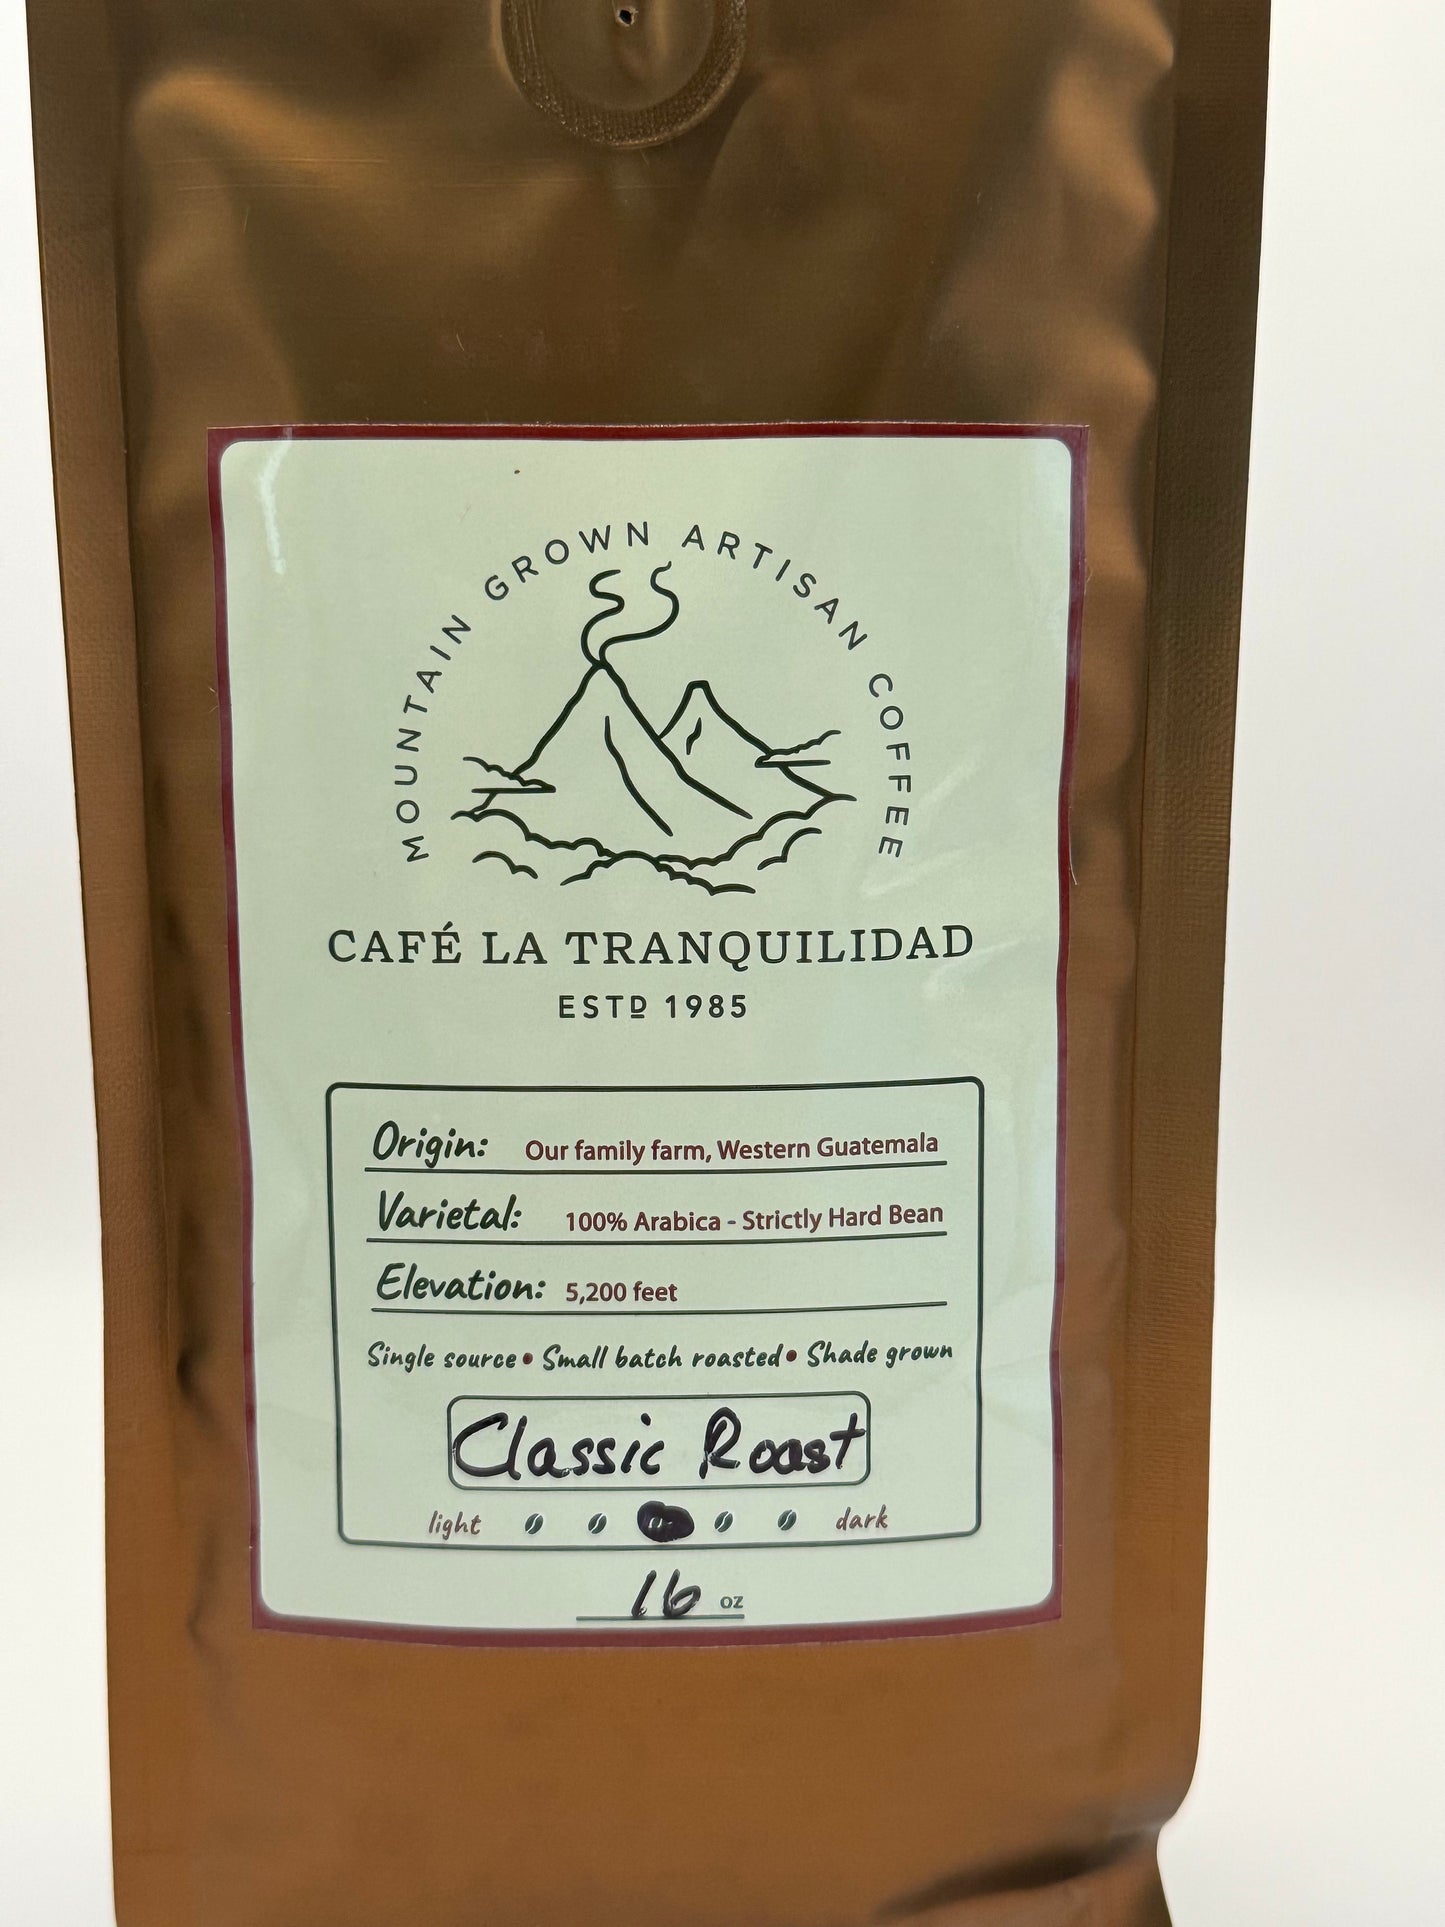 MOUNTAIN GROWN ARTISAN COFFEE
CAFÉ LA TRANQUILIDAD
ESTD 1985
Origin: Our family farm, Western Guatemala
Varietal: 100% Arabica - Strictly Hard Bean
Elevation: 5,200 feet
Single source • Small batch roasted • Shade grown
Classic Roast
light dark
16 oz